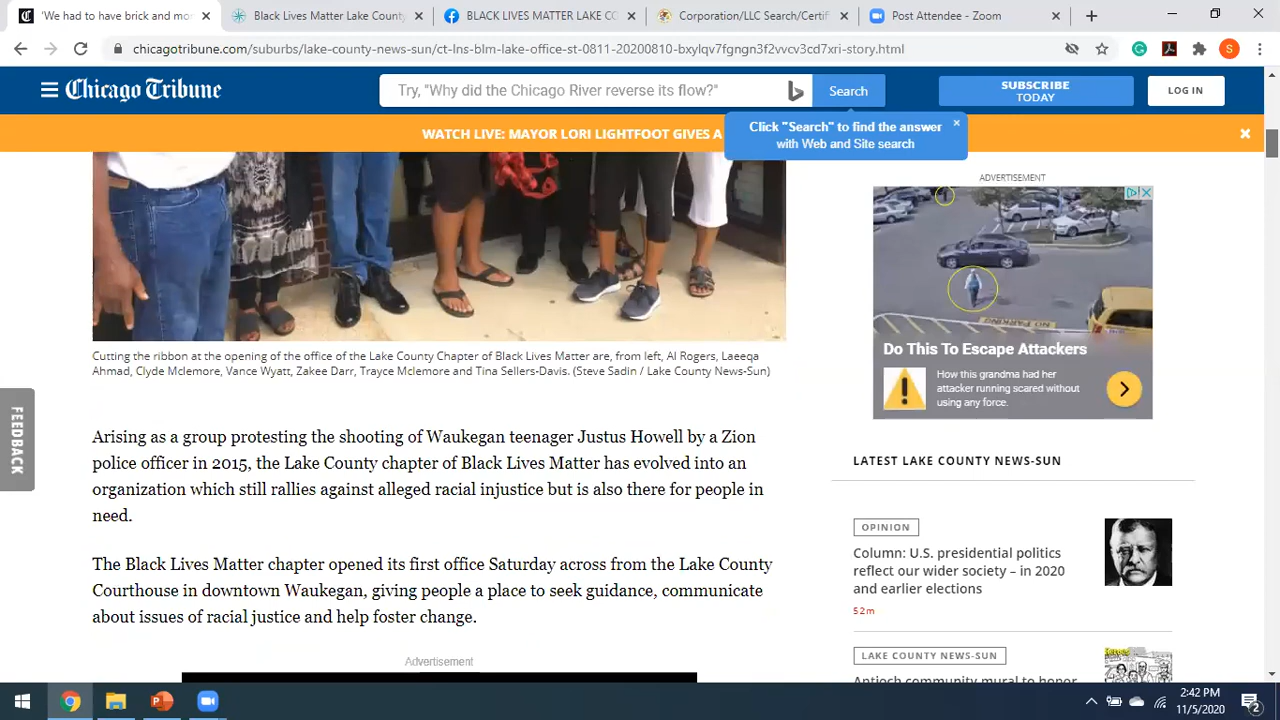 'We had to have brick and mo
Black Lives Matter Lake County
BLACK LIVES MATTER LAKE CO
Corporation/LLC Search/Certif
Post Attendee - Zoom
chicagotribune.com/suburbs/lake-county-news-sun/ct-lns-blm-lake-office-st-0811-20200810-bxylqv7fgngn3f2vvcv3cd7xri-story.html
Chicago Tribune
Try, "Why did the Chicago River reverse its flow?"
Search
SUBSCRIBE
TODAY
LOG IN
WATCH LIVE: MAYOR LORI LIGHTFOOT GIVES A
Click "Search" to find the answer
with Web and Site search
ADVERTISEMENT
NO PARKING
Do This To Escape Attackers
How this grandma had her
attacker running scared without
using any force.
Cutting the ribbon at the opening of the office of the Lake County Chapter of Black Lives Matter are, from left, Al Rogers, Laeeqa
Ahmad, Clyde Mclemore, Vance Wyatt, Zakee Darr, Trayce Mclemore and Tina Sellers-Davis. (Steve Sadin / Lake County News-Sun)
FEEDBACK
Arising as a group protesting the shooting of Waukegan teenager Justus Howell by a Zion
police officer in 2015, the Lake County chapter of Black Lives Matter has evolved into an
organization which still rallies against alleged racial injustice but is also there for people in
need.
The Black Lives Matter chapter opened its first office Saturday across from the Lake County
Courthouse in downtown Waukegan, giving people a place to seek guidance, communicate
about issues of racial justice and help foster change.
Advertisement
LATEST LAKE COUNTY NEWS-SUN
OPINION
Column: U.S. presidential politics
reflect our wider society – in 2020
and earlier elections
52m
LAKE COUNTY NEWS-SUN
Antioch community mural to honor
2:42 PM
11/5/2020
2